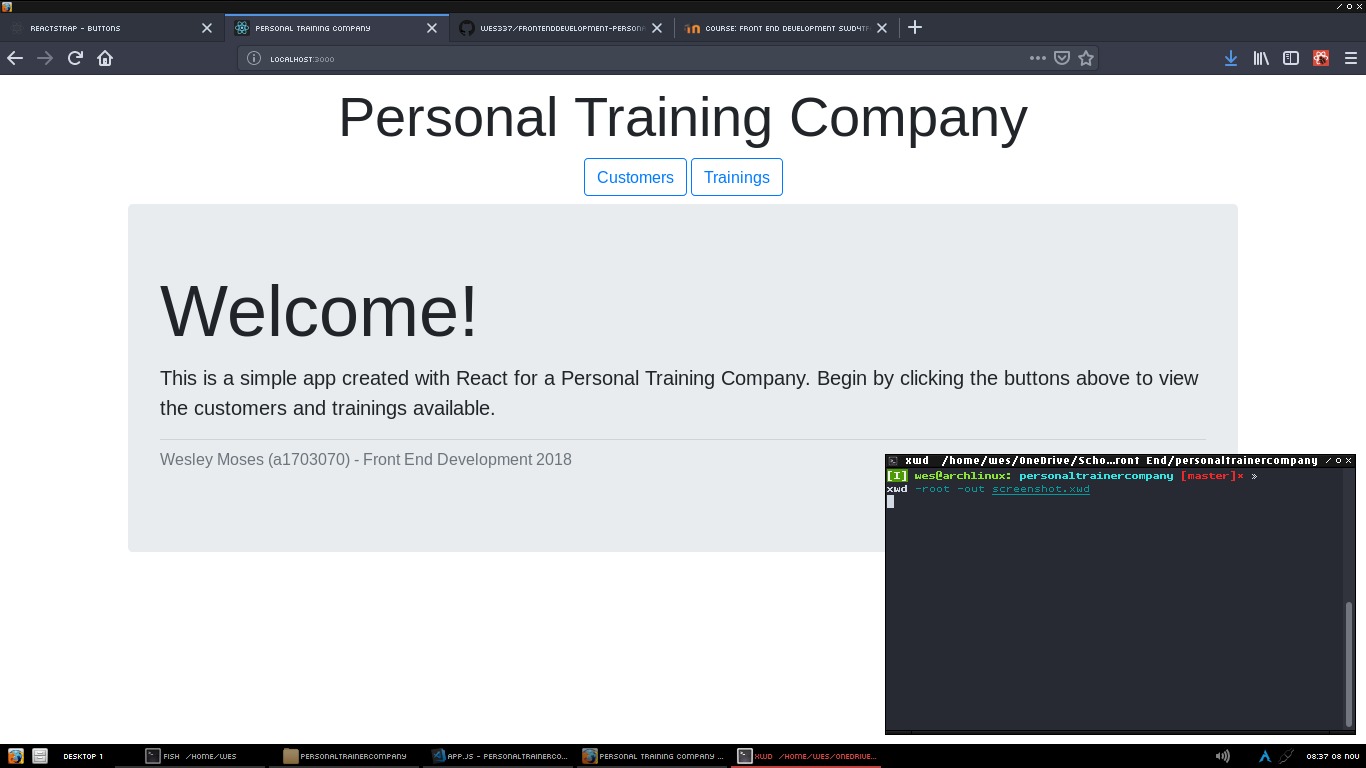 REACTSTRAP - BUTTONS
PERSONAL TRAINING COMPANY
WES337/FRONTENDDEVELOPMENT-PERSON
COURSE: FRONT END DEVELOPMENT SWD4T
LOCALHOST:3000
Personal Training Company
Customers
Trainings
Welcome!
This is a simple app created with React for a Personal Training Company. Begin by clicking the buttons above to view
the customers and trainings available.
Wesley Moses (a1703070) - Front End Development 2018
xwd /home/wes/OneDrive/Scho...ront End/personaltrainercompany
[I] wes@archlinux: personaltrainercompany [master]× »
xwd -root -out screenshot.xwd
DESKTOP 1
FISH /HOME/WES
PERSONALTRAINERCOMPANY
APP.JS - PERSONALTRAINERCO...
PERSONAL TRAINING COMPANY ...
XWD /HOME/WES/ONEDRIVE...
08:37 08 NOV